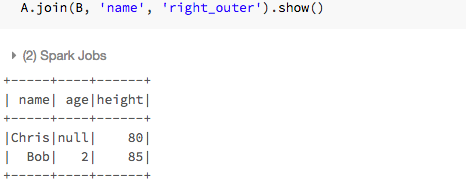 A.join(B, 'name', 'right_outer').show()
(2) Spark Jobs
+-----+----+------+
| name| age|height|
+-----+----+------+
|Chris|null|    80|
|  Bob|   2|    85|
+-----+----+------+